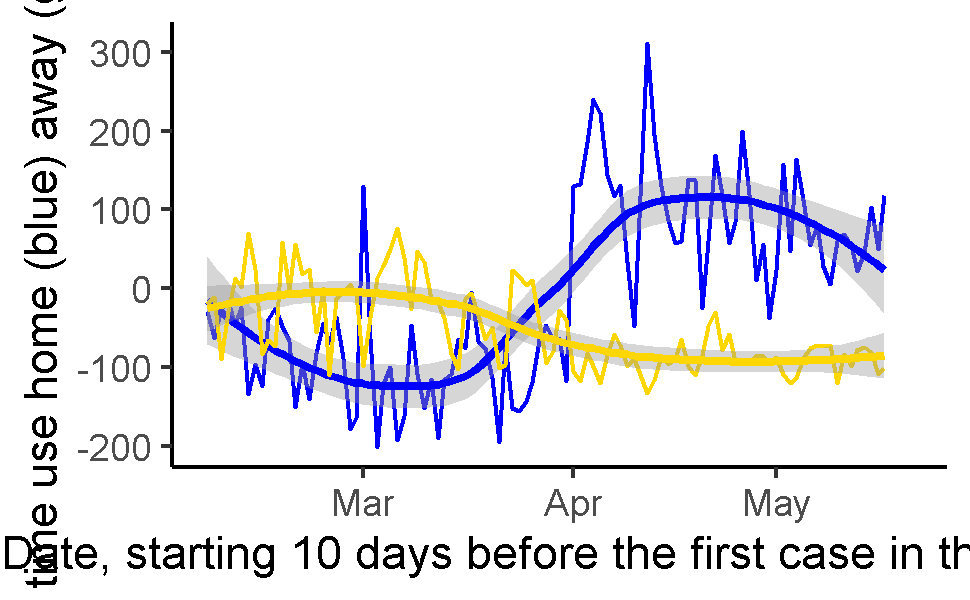 time use home (blue) away (
300
200
100
0
-100
-200
Mar Apr May
Date, starting 10 days before the first case in th